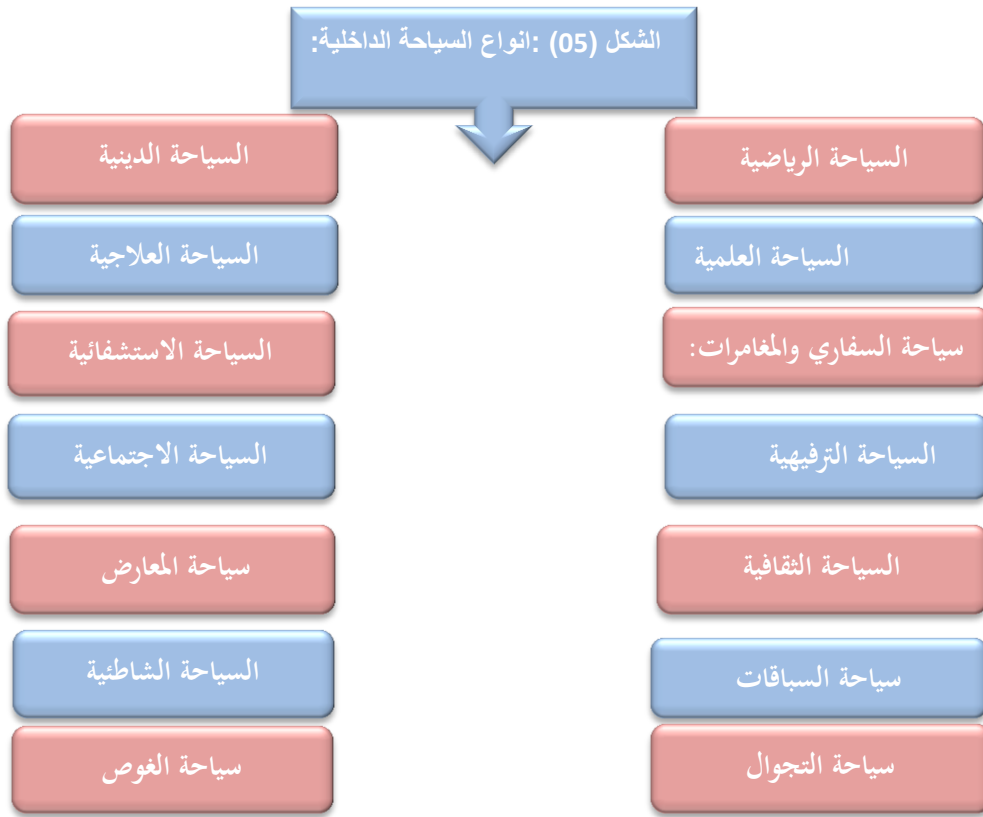 الشكل (05) :انواع السياحة الداخلية:
السياحة الرياضية
السياحة الدينية
السياحة العلمية
السياحة العلاجية
سياحة السفاري والمغامرات:
السياحة الاستشفائية
السياحة الترفيهية
السياحة الاجتماعية
السياحة الثقافية
سياحة المعارض
سياحة السباقات
السياحة الشاطئية
سياحة التجوال
سياحة الغوص